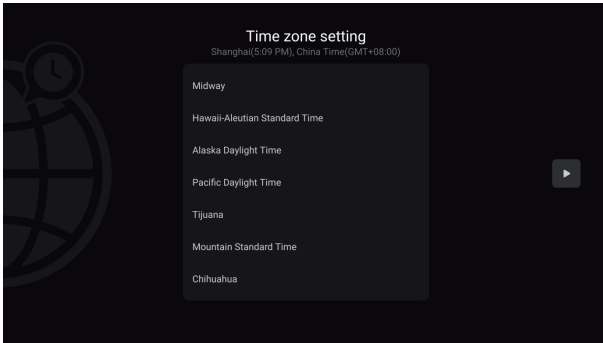 Time zone setting
Shanghai(5:09 PM), China Time(GMT+08:00)
Midway
Hawaii-Aleutian Standard Time
Alaska Daylight Time
Pacific Daylight Time
Tijuana
Mountain Standard Time
Chihuahua